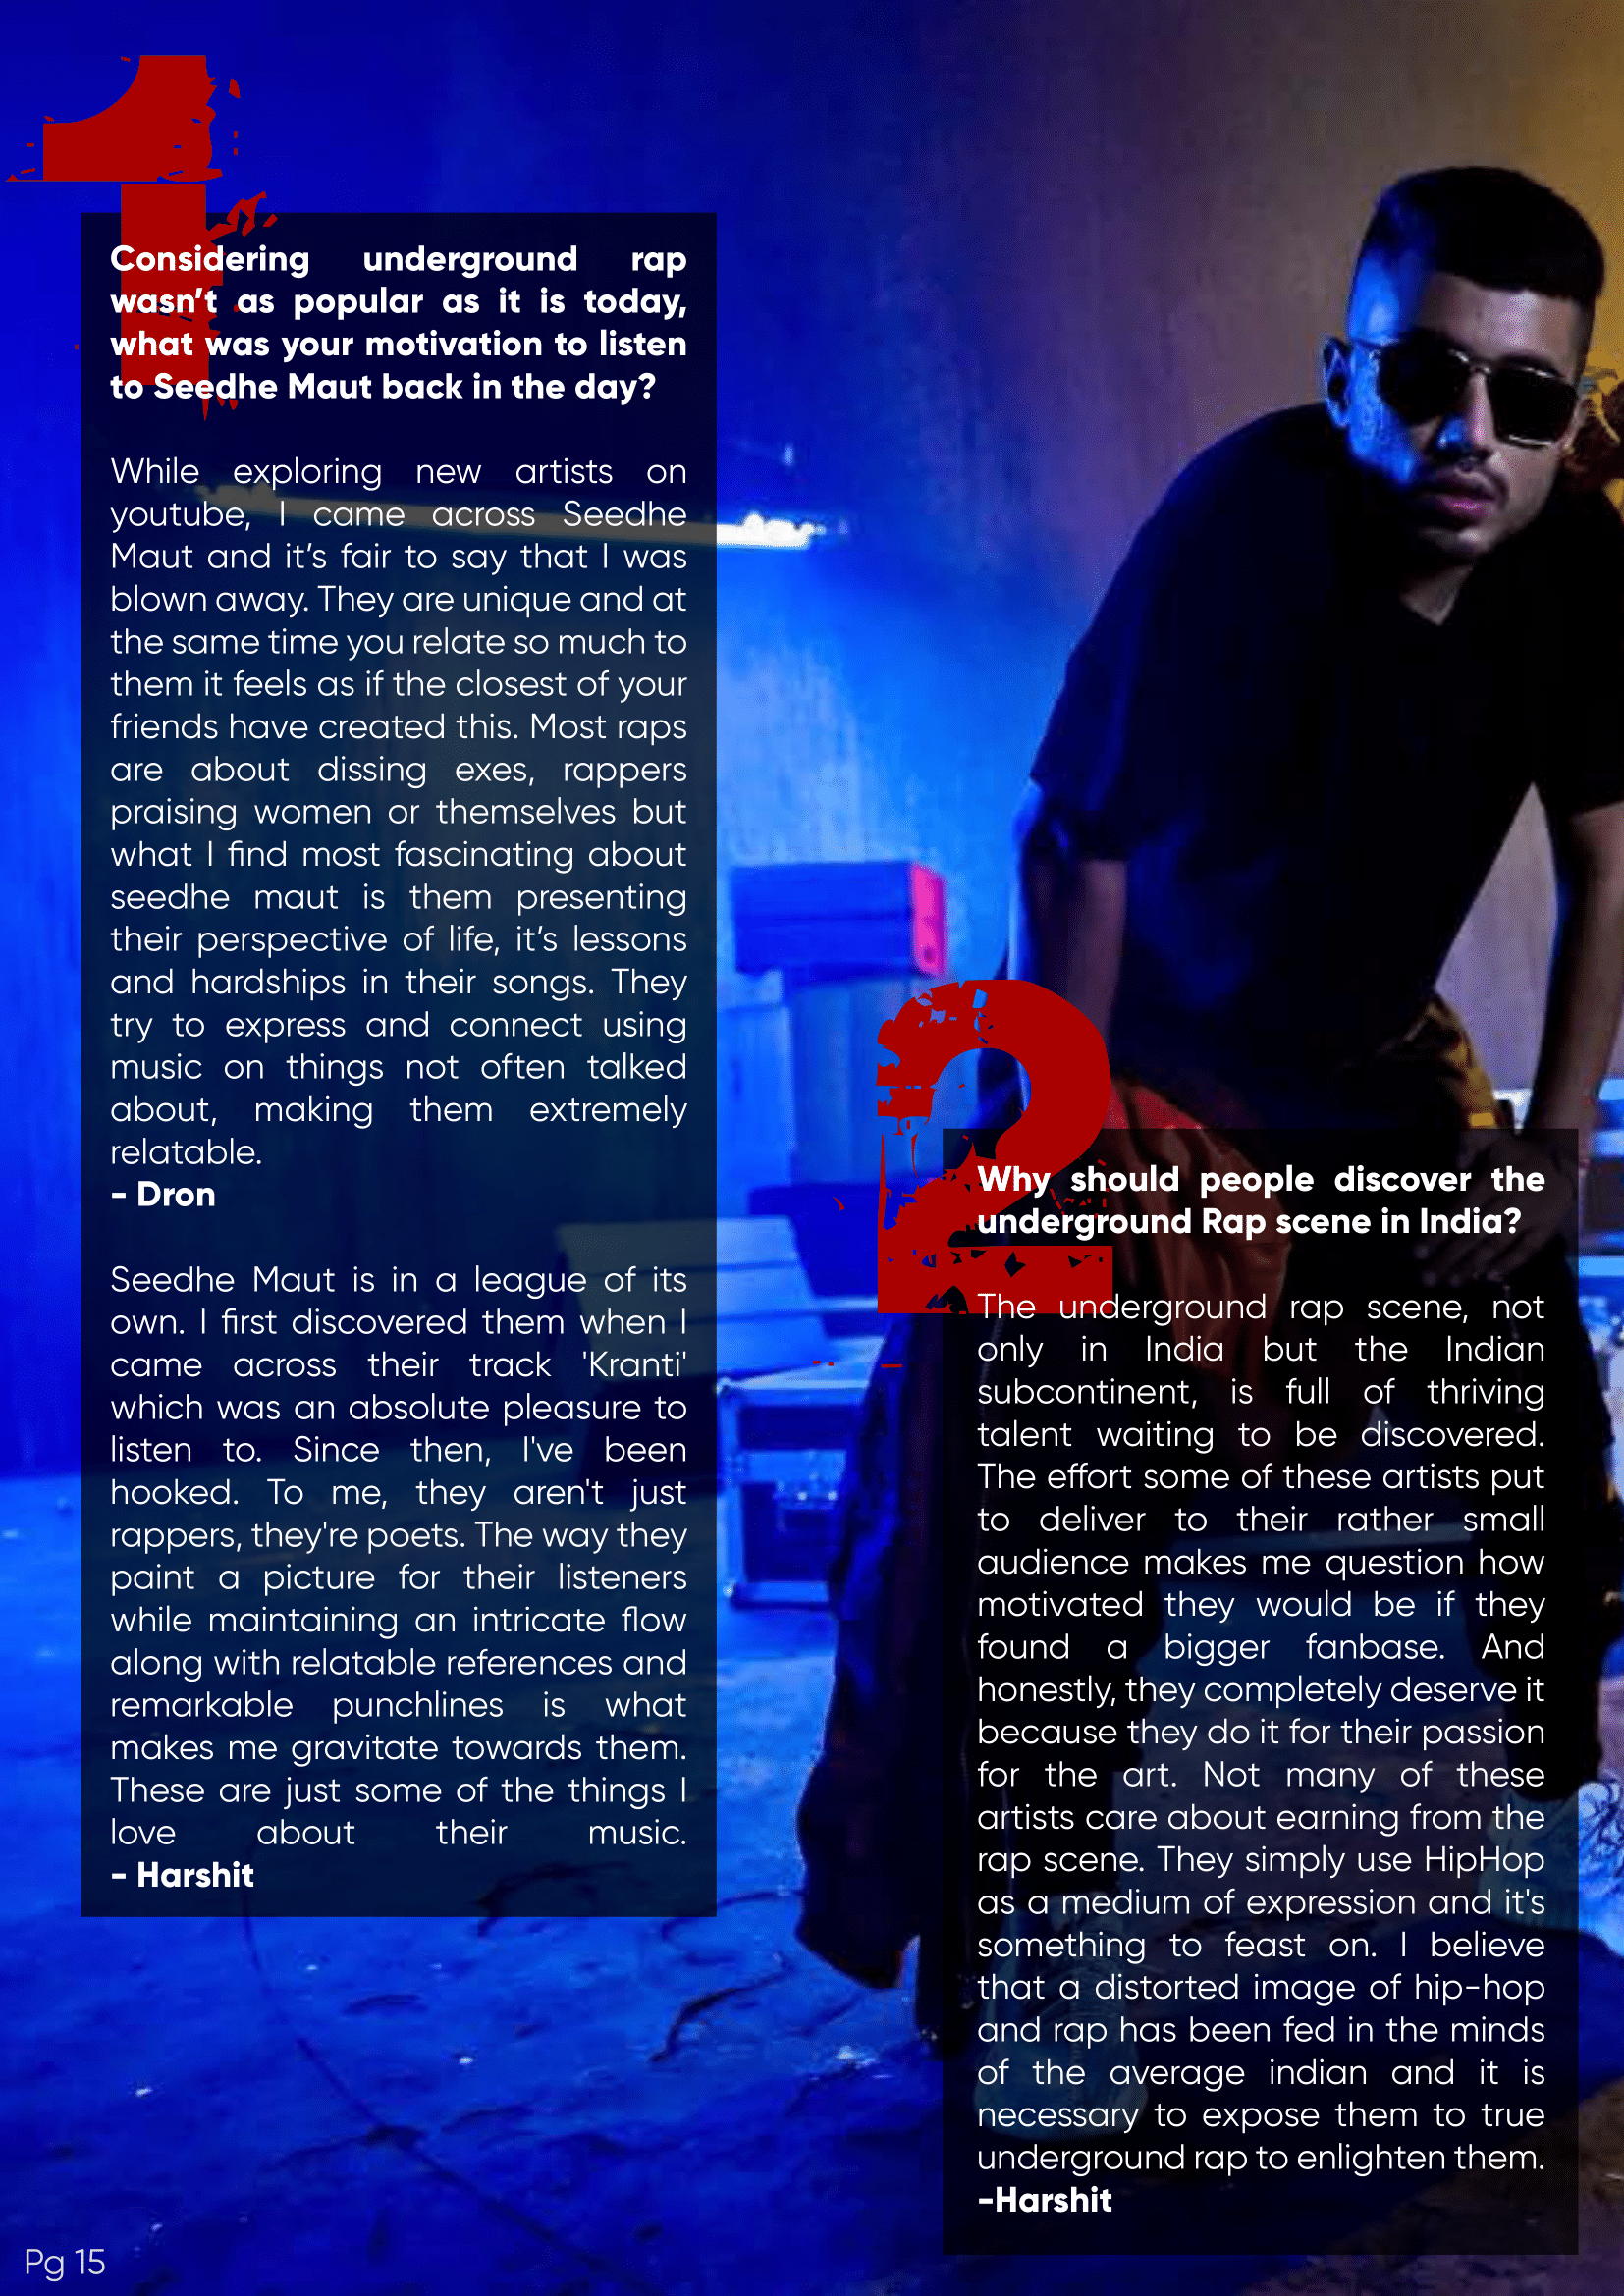 1
Considering underground rap
wasn’t as popular as it is today,
what was your motivation to listen
to Seedhe Maut back in the day?
While exploring new artists on
youtube, I came across Seedhe
Maut and it’s fair to say that I was
blown away. They are unique and at
the same time you relate so much to
them it feels as if the closest of your
friends have created this. Most raps
are about dissing exes, rappers
praising women or themselves but
what I find most fascinating about
seedhe maut is them presenting
their perspective of life, it’s lessons
and hardships in their songs. They
try to express and connect using
music on things not often talked
about, making them extremely
relatable.
- Dron
Seedhe Maut is in a league of its
own. I first discovered them when I
came across their track 'Kranti'
which was an absolute pleasure to
listen to. Since then, I've been
hooked. To me, they aren't just
rappers, they're poets. The way they
paint a picture for their listeners
while maintaining an intricate flow
along with relatable references and
remarkable punchlines is what
makes me gravitate towards them.
These are just some of the things I
love about their music.
- Harshit
2
Why should people discover the
underground Rap scene in India?
The underground rap scene, not
only in India but the Indian
subcontinent, is full of thriving
talent waiting to be discovered.
The effort some of these artists put
to deliver to their rather small
audience makes me question how
motivated they would be if they
found a bigger fanbase. And
honestly, they completely deserve it
because they do it for their passion
for the art. Not many of these
artists care about earning from the
rap scene. They simply use HipHop
as a medium of expression and it's
something to feast on. I believe
that a distorted image of hip-hop
and rap has been fed in the minds
of the average indian and it is
necessary to expose them to true
underground rap to enlighten them.
-Harshit
Pg 15